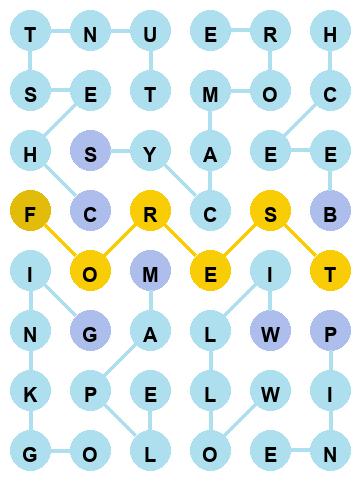 T N U E R H
S E T M O C
H S Y A E E
F C R C S B
I O M E I T
N G A L W P
K P E L W I
G O L O E N